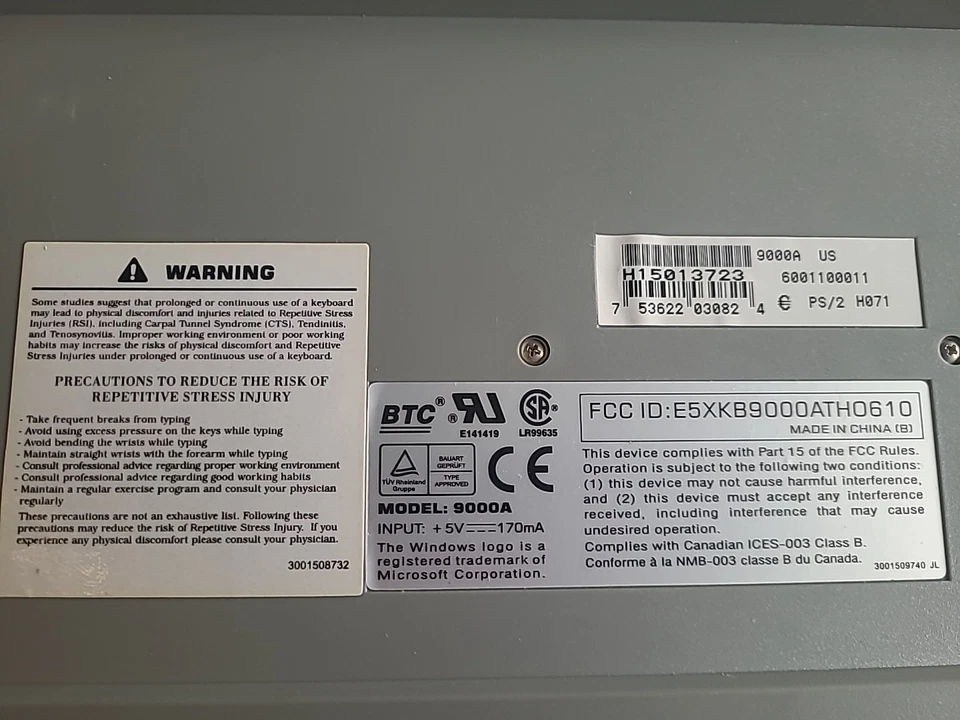 WARNING
Some studies suggest that prolonged or continuous use of a keyboard
may lead to physical discomfort and injuries related to Repetitive Stress
Injuries (RSI), including Carpal Tunnel Syndrome (CTS), Tendinitis,
and Tenosynovitis. Improper working environment or poor working
habits may increase the risks of physical discomfort and Repetitive
Stress Injuries under prolonged or continuous use of a keyboard.
PRECAUTIONS TO REDUCE THE RISK OF
REPETITIVE STRESS INJURY
- Take frequent breaks from typing
- Avoid using excess pressure on the keys while typing
- Avoid bending the wrists while typing
- Maintain straight wrists with the forearm while typing
- Consult professional advice regarding proper working environment
- Consult professional advice regarding good working habits
- Maintain a regular exercise program and consult your physician
regularly
These precautions are not an exhaustive list. Following these
precautions may reduce the risk of Repetitive Stress Injury. If you
experience any physical discomfort please consult your physician.
3001508732
9000A US
H15013723 6001100011
7 53622 03082 4 € PS/2 H071
BTC® RU SA®
E141419 LR99635
TÜV Rheinland
Gruppe
BAUART
GEPRÜFT
TYPE
APPROVED
CE
MODEL: 9000A
INPUT: +5V 170mA
The Windows logo is a
registered trademark of
Microsoft Corporation.
FCC ID:E5XKB9000ATH0610
MADE IN CHINA (B)
This device complies with Part 15 of the FCC Rules.
Operation is subject to the following two conditions:
(1) this device may not cause harmful interference,
and (2) this device must accept any interference
received, including interference that may cause
undesired operation.
Complies with Canadian ICES-003 Class B.
Conforme à la NMB-003 classe B du Canada.
3001509740 JL